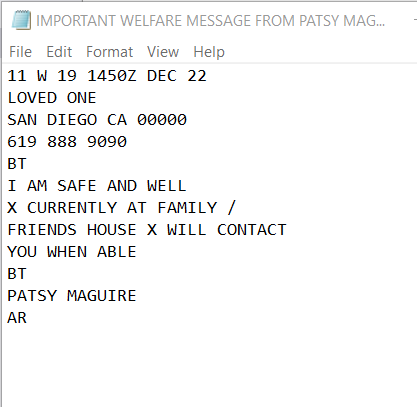 IMPORTANT WELFARE MESSAGE FROM PATSY MAG...
File Edit Format View Help
11 W 19 1450Z DEC 22
LOVED ONE
SAN DIEGO CA 00000
619 888 9090
BT
I AM SAFE AND WELL
X CURRENTLY AT FAMILY /
FRIENDS HOUSE X WILL CONTACT
YOU WHEN ABLE
BT
PATSY MAGUIRE
AR